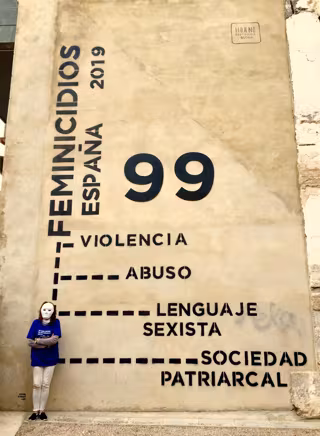 FEMINICIDIOS
ESPAÑA 2019
99
VIOLENCIA
ABUSO
LENGUAJE
SEXISTA
SOCIEDAD
PATRIARCAL